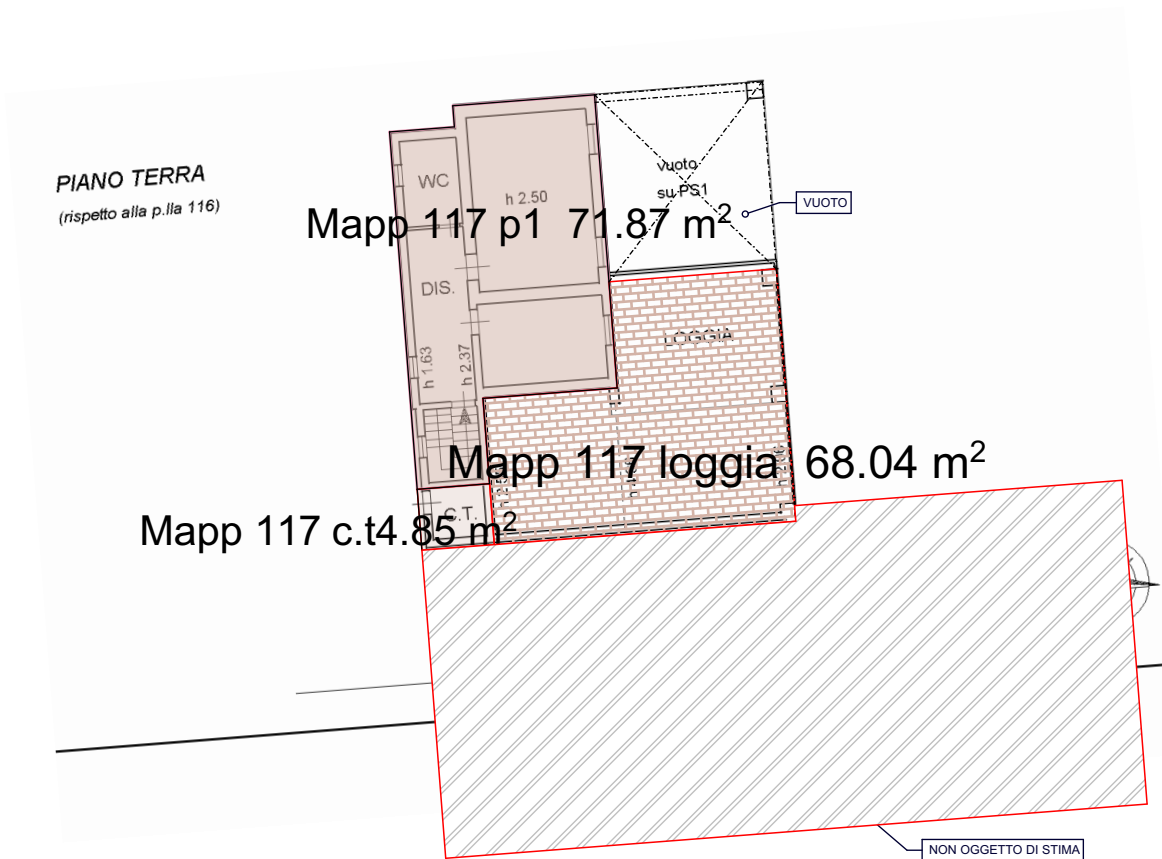 PIANO TERRA
(rispetto alla p.lla 116)
WC
h 2.50
vuoto
su PS1
VUOTO
Mapp 117 p1 71.87 m²
DIS.
LOGGIA
h 1.63
h 2.37
Mapp 117 loggia 68.04 m²
C.T.
Mapp 117 c.t4.85 m²
NON OGGETTO DI STIMA